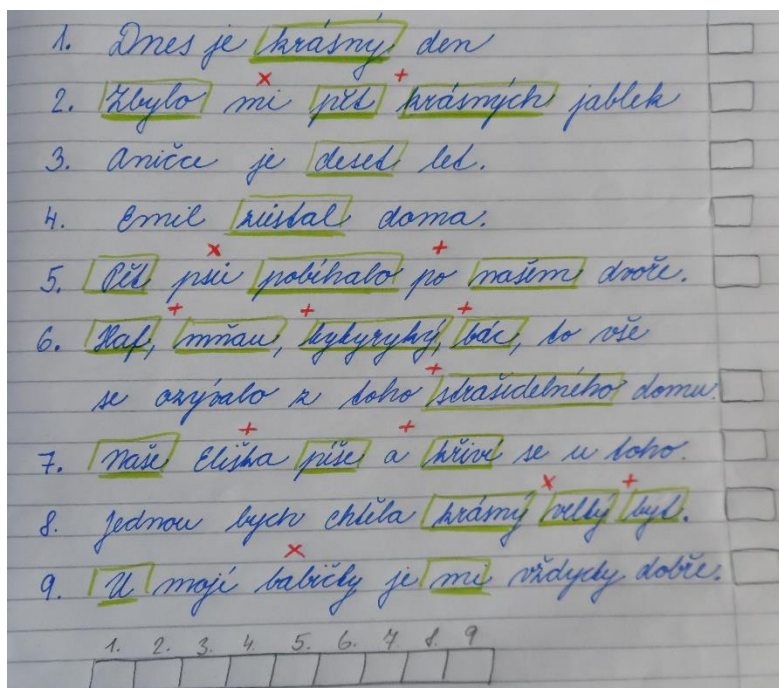 1. Dnes je krásný den
× +
2. Zbylo mi pět krásných jablek
3. Aničce je deset let.
4. Emil zůstal doma.
× +
5. Pět psů pobíhalo po našem dvoře.
+ + +
6. Haf, mňau, kykyryký, bác, to vše
+
se ozývalo z toho strašidelného domu.
+ +
7. Naše Eliška píše a křiví se u toho.
× +
8. Jednou bych chtěla krásný velký byt.
×
9. U mojí babičky je mi vždycky dobře.
1. 2. 3. 4. 5. 6. 7. 8. 9